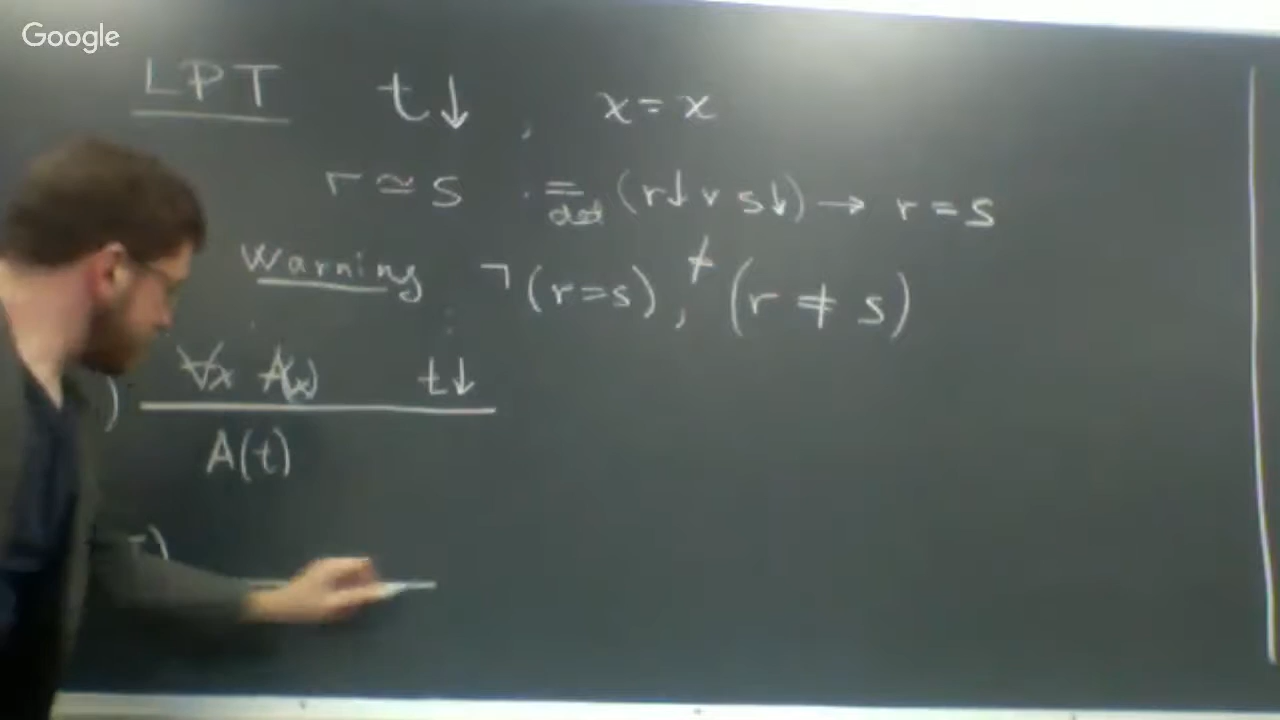 Google
LPT t↓ , x = x
r ≃ s . =def (r↓ ∨ s↓) → r = s
Warning ¬(r=s), ≠ (r ≠ s)
) ∀x A(x) t↓
A(t)
)